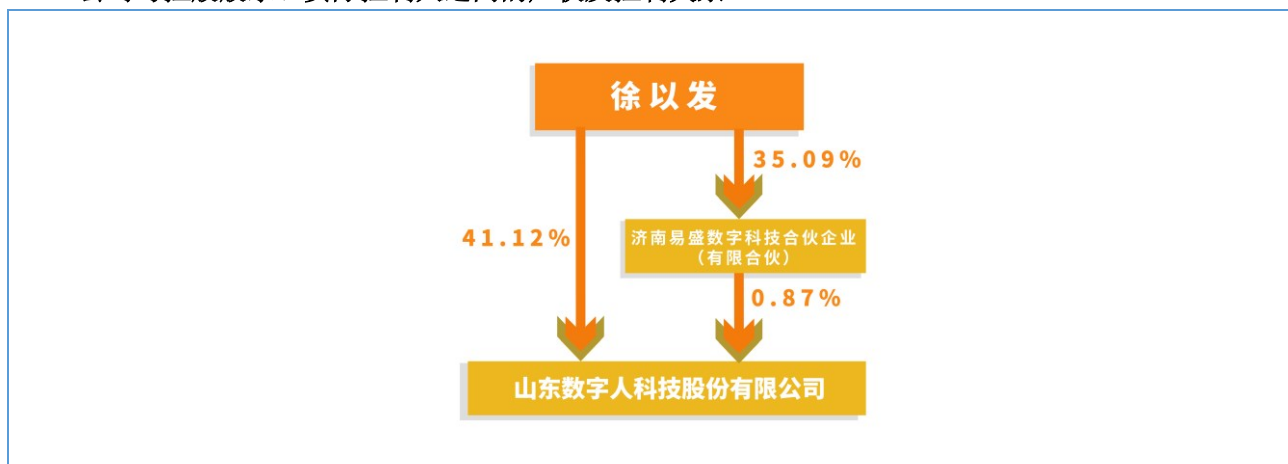 徐以发
35.09%
41.12%
济南易盛数字科技合伙企业
（有限合伙）
0.87%
山东数字人科技股份有限公司